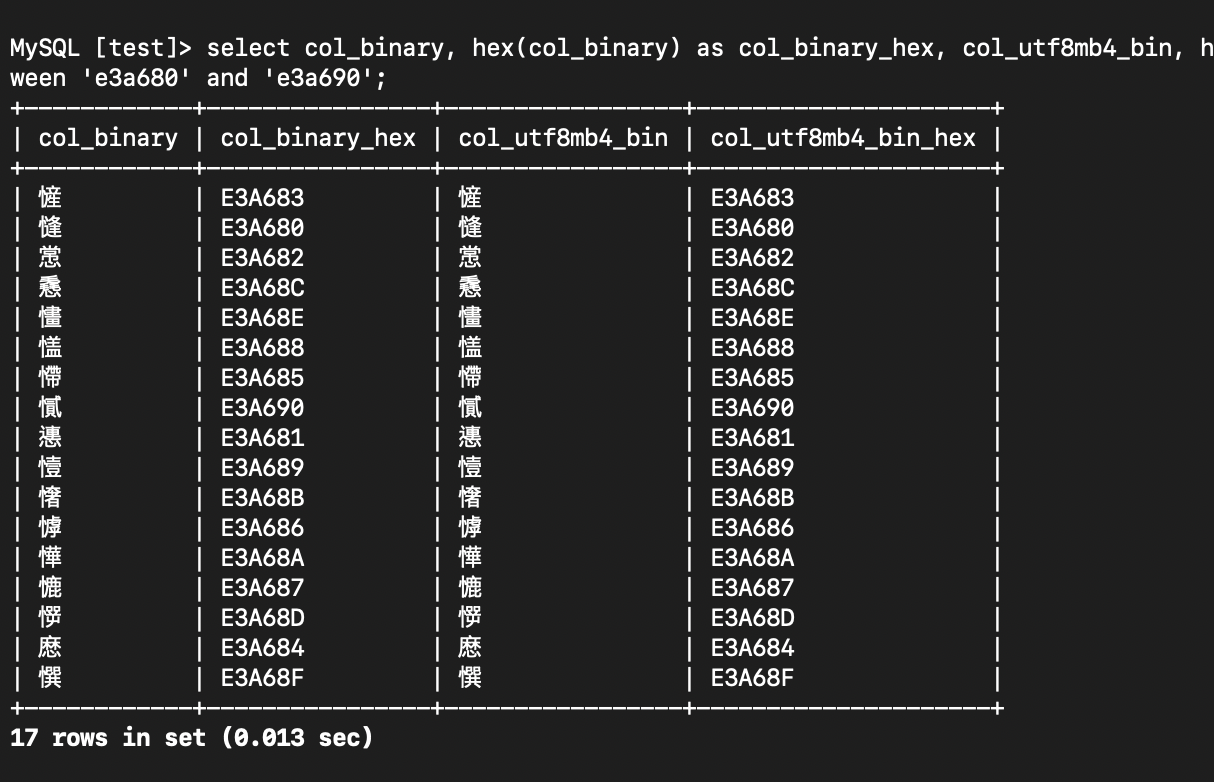 MySQL [test]> select col_binary, hex(col_binary) as col_binary_hex, col_utf8mb4_bin, h
ween 'e3a680' and 'e3a690';
+------------+----------------+-----------------+---------------------+
| col_binary | col_binary_hex | col_utf8mb4_bin | col_utf8mb4_bin_hex |
+------------+----------------+-----------------+---------------------+
| 㦃 | E3A683 | 㦃 | E3A683 |
| 㦀 | E3A680 | 㦀 | E3A680 |
| 㦂 | E3A682 | 㦂 | E3A682 |
| 㦌 | E3A68C | 㦌 | E3A68C |
| 㦎 | E3A68E | 㦎 | E3A68E |
| 㦈 | E3A688 | 㦈 | E3A688 |
| 㦅 | E3A685 | 㦅 | E3A685 |
| 㦐 | E3A690 | 㦐 | E3A690 |
| 㦁 | E3A681 | 㦁 | E3A681 |
| 㦉 | E3A689 | 㦉 | E3A689 |
| 㦋 | E3A68B | 㦋 | E3A68B |
| 㦆 | E3A686 | 㦆 | E3A686 |
| 㦊 | E3A68A | 㦊 | E3A68A |
| 㦇 | E3A687 | 㦇 | E3A687 |
| 㦍 | E3A68D | 㦍 | E3A68D |
| 㦄 | E3A684 | 㦄 | E3A684 |
| 㦏 | E3A68F | 㦏 | E3A68F |
+------------+----------------+-----------------+---------------------+
17 rows in set (0.013 sec)